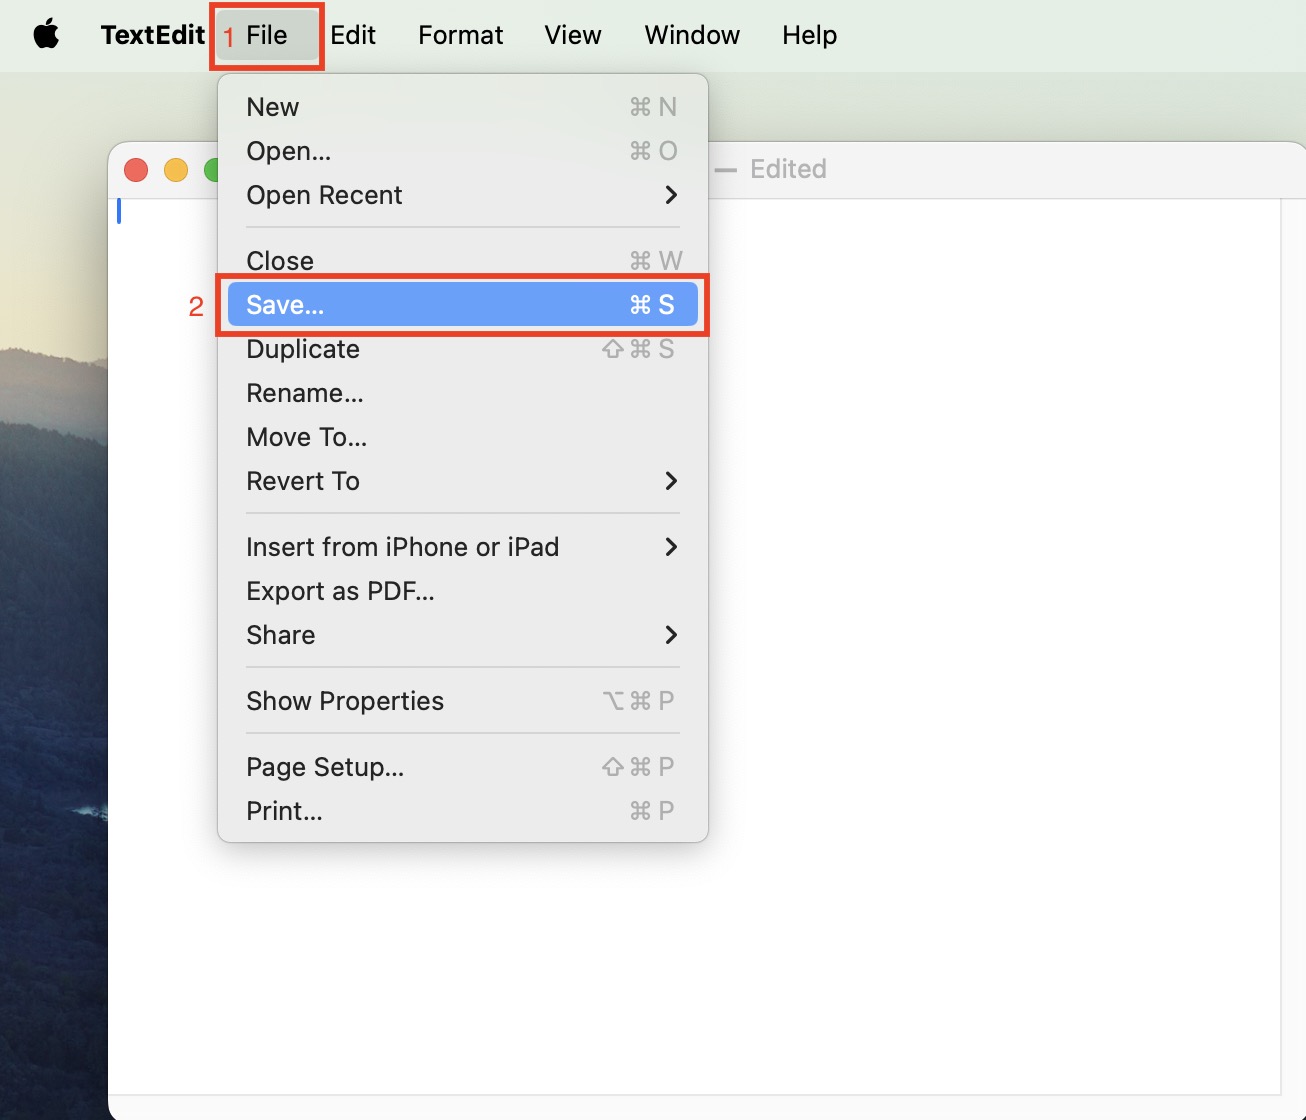 TextEdit 1 File Edit Format View Window Help
New ⌘ N
Open... ⌘ O
Open Recent
— Edited
Close ⌘ W
2 Save... ⌘ S
Duplicate ⇧ ⌘ S
Rename...
Move To...
Revert To
Insert from iPhone or iPad
Export as PDF...
Share
Show Properties ⌥ ⌘ P
Page Setup... ⇧ ⌘ P
Print... ⌘ P